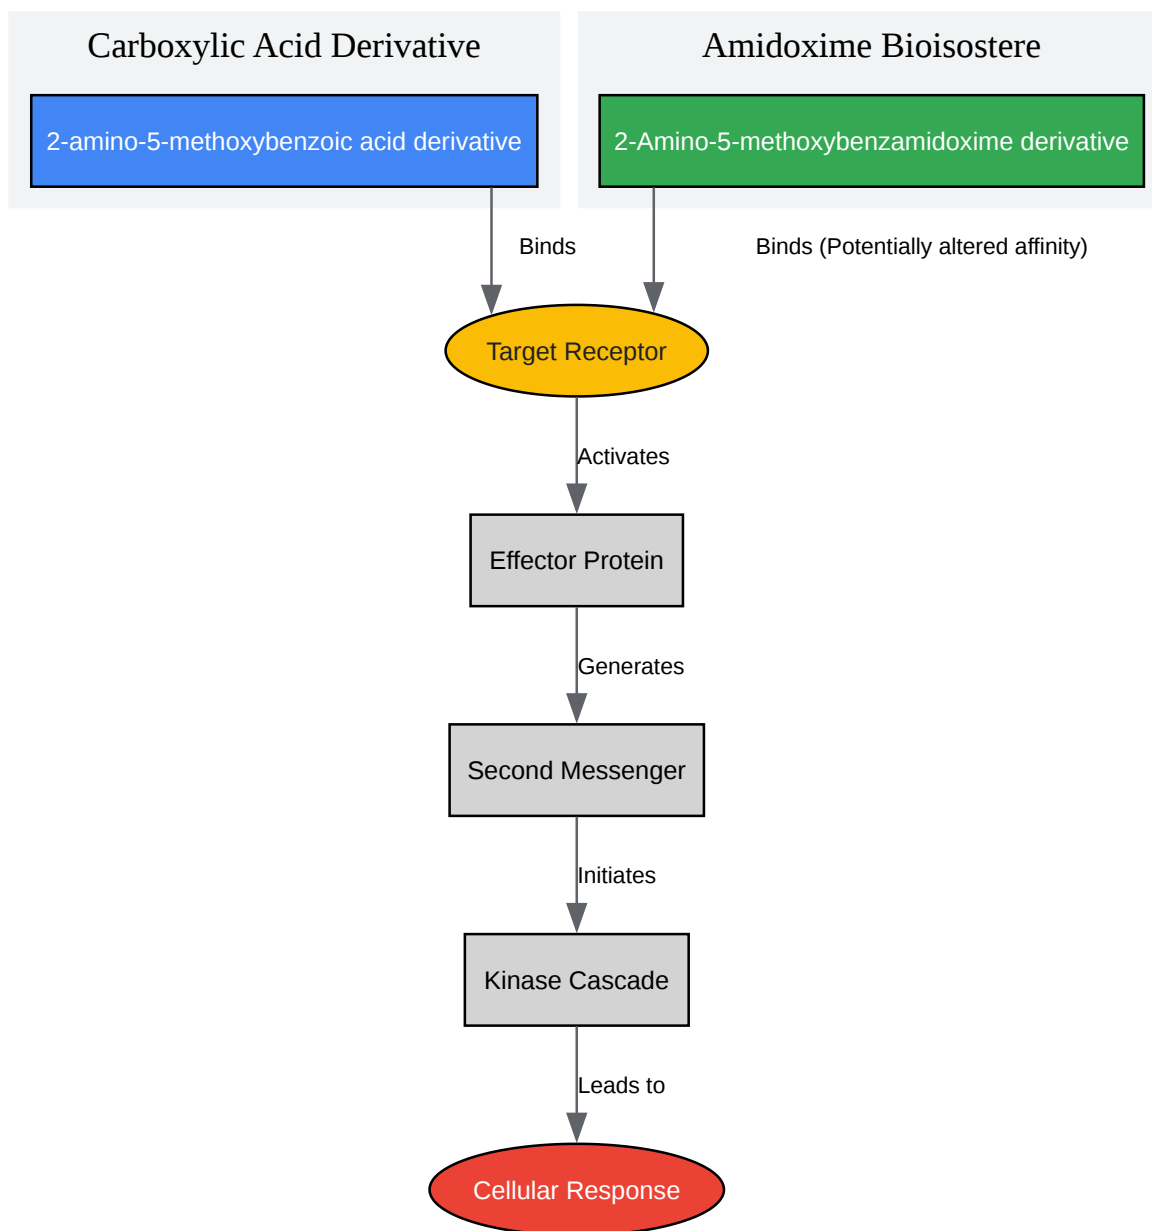 Carboxylic Acid Derivative
Amidoxime Bioisostere
2-amino-5-methoxybenzoic acid derivative
2-Amino-5-methoxybenzamidoxime derivative
Binds
Binds (Potentially altered affinity)
Target Receptor
Activates
Effector Protein
Generates
Second Messenger
Initiates
Kinase Cascade
Leads to
Cellular Response